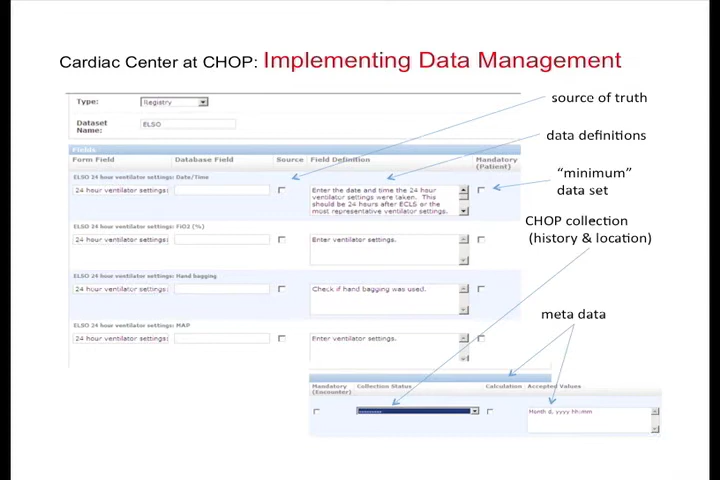 Cardiac Center at CHOP: Implementing Data Management
Type: Registry
Dataset
Name: ELSO
Fields
Form Field Database Field Source Field Definition Mandatory
(Patient)
ELSO 24 hour ventilator settings: Date/Time
24 hour ventilator settings:
Enter the date and time the 24 hour
ventilator settings were taken. This
should be 24 hours after ECLS or the
most representative ventilator settings.
ELSO 24 hour ventilator settings: FiO2 (%)
24 hour ventilator settings: Enter ventilator settings.
ELSO 24 hour ventilator settings: Hand bagging
24 hour ventilator settings: Check if hand bagging was used.
ELSO 24 hour ventilator settings: MAP
24 hour ventilator settings: Enter ventilator settings.
source of truth
data definitions
“minimum”
data set
CHOP collection
(history & location)
meta data
Mandatory
(Encounter) Collection Status Calculation Accepted Values
---------
Month d, yyyy hh:mm